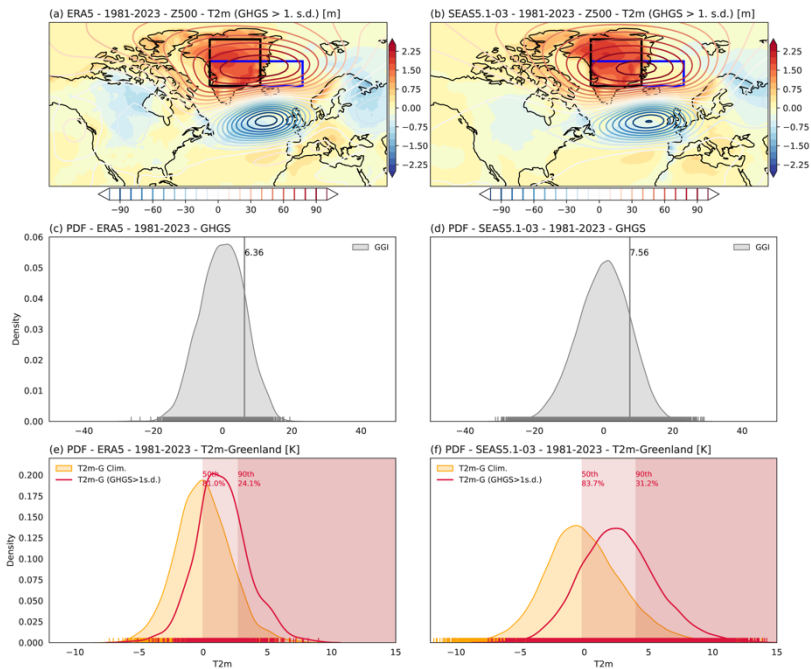 (a) ERA5 - 1981-2023 - Z500 - T2m (GHGS > 1. s.d.) [m]
(b) SEAS5.1-03 - 1981-2023 - Z500 - T2m (GHGS > 1. s.d.) [m]
2.25
1.50
0.75
0.00
−0.75
−1.50
−2.25
2.25
1.50
0.75
0.00
−0.75
−1.50
−2.25
−90 −60 −30 0 30 60 90
−90 −60 −30 0 30 60 90
(c) PDF - ERA5 - 1981-2023 - GHGS
(d) PDF - SEAS5.1-03 - 1981-2023 - GHGS
0.06
0.05
0.04
0.03
0.02
0.01
0.00
Density
6.36
GGI
7.56
GGI
−40 −20 0 20 40
−40 −20 0 20 40
(e) PDF - ERA5 - 1981-2023 - T2m-Greenland [K]
(f) PDF - SEAS5.1-03 - 1981-2023 - T2m-Greenland [K]
T2m-G Clim.
T2m-G (GHGS>1s.d.)
50th
81.0%
90th
24.1%
T2m-G Clim.
T2m-G (GHGS>1s.d.)
50th
83.7%
90th
31.2%
0.200
0.175
0.150
0.125
0.100
0.075
0.050
0.025
0.000
Density
−10 −5 0 5 10 15
−10 −5 0 5 10 15
T2m
T2m